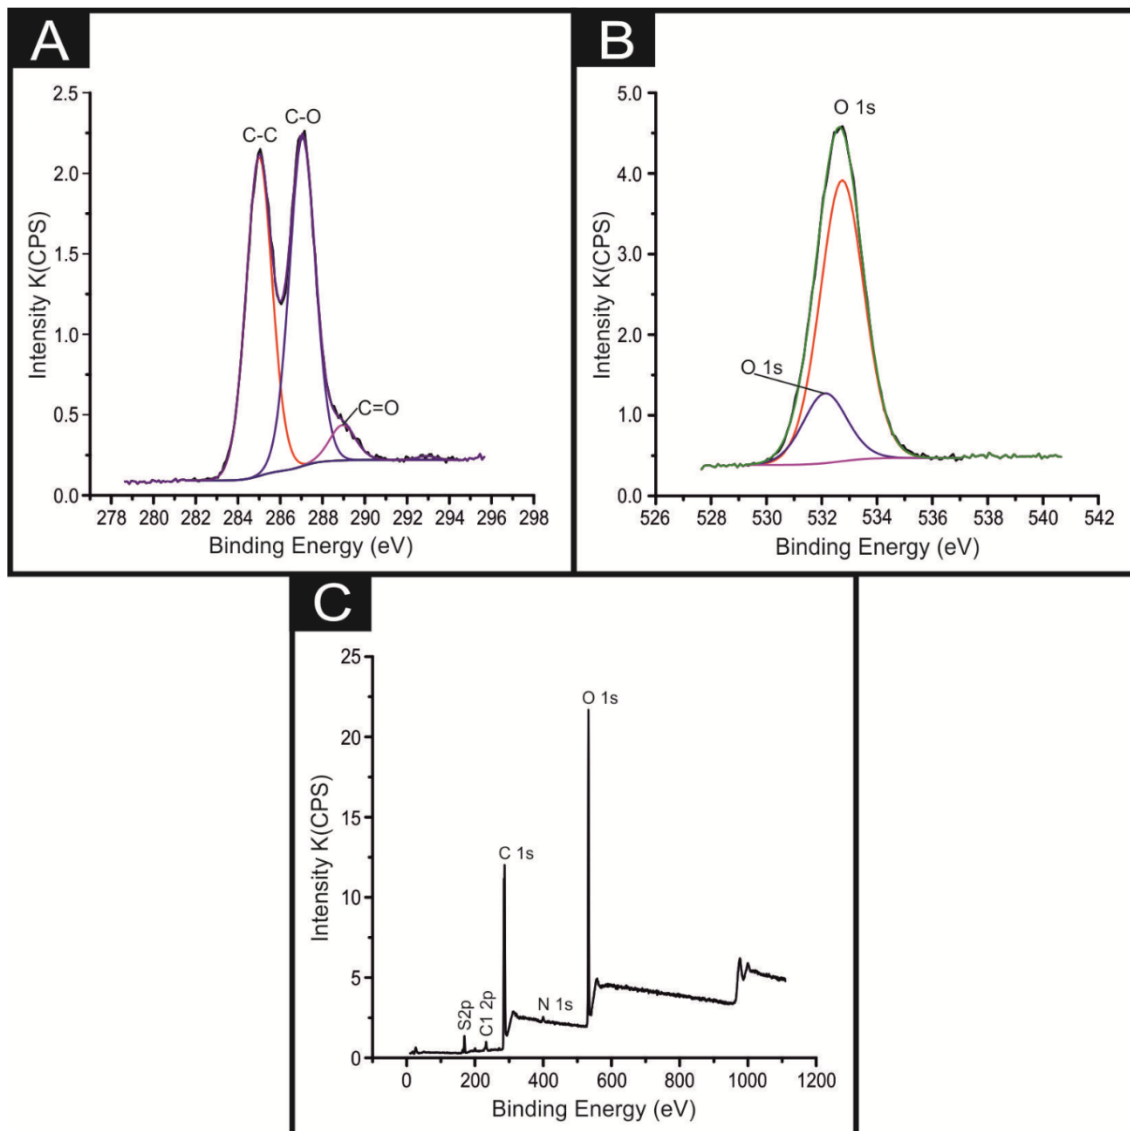 A
2.5
2.0
1.5
1.0
0.5
0.0
Intensity K(CPS)
C-C
C-O
C=O
278 280 282 284 286 288 290 292 294 296 298
Binding Energy (eV)
B
5.0
4.0
3.0
2.0
1.0
0.0
Intensity K(CPS)
O 1s
O 1s
526 528 530 532 534 536 538 540 542
Binding Energy (eV)
C
25
20
15
10
5
0
Intensity K(CPS)
S2p
C1 2p
C 1s
N 1s
O 1s
0 200 400 600 800 1000 1200
Binding Energy (eV)